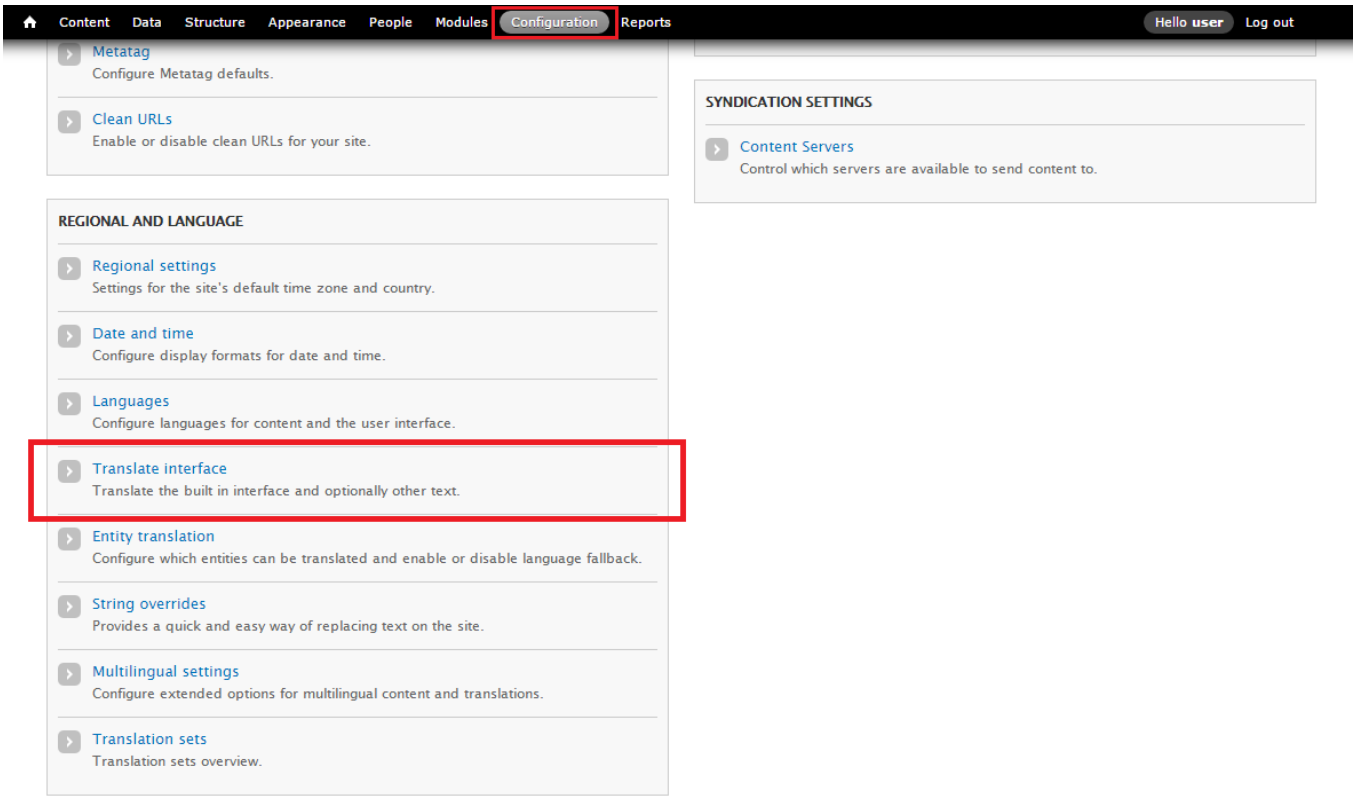 Content Data Structure Appearance People Modules Configuration Reports Hello user Log out
Metatag
Configure Metatag defaults.
Clean URLs
Enable or disable clean URLs for your site.
SYNDICATION SETTINGS
Content Servers
Control which servers are available to send content to.
REGIONAL AND LANGUAGE
Regional settings
Settings for the site's default time zone and country.
Date and time
Configure display formats for date and time.
Languages
Configure languages for content and the user interface.
Translate interface
Translate the built in interface and optionally other text.
Entity translation
Configure which entities can be translated and enable or disable language fallback.
String overrides
Provides a quick and easy way of replacing text on the site.
Multilingual settings
Configure extended options for multilingual content and translations.
Translation sets
Translation sets overview.